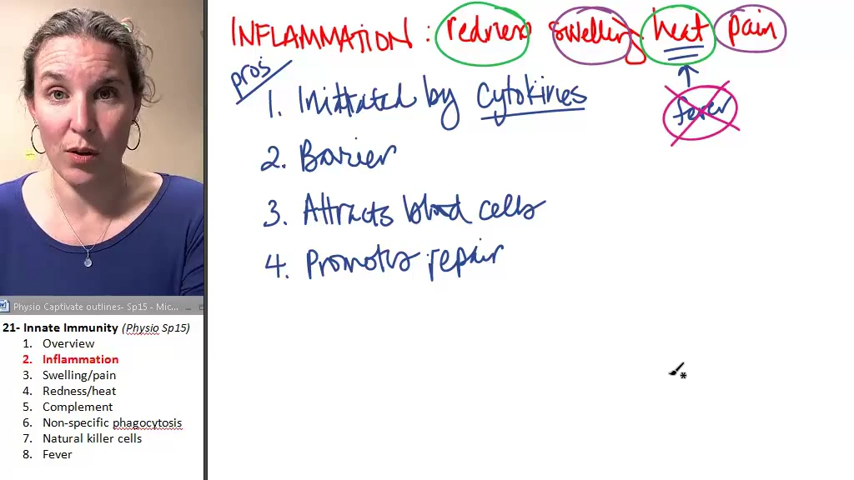 INFLAMMATION: redness swelling heat pain
pros
fever
1. Initiated by Cytokines
2. Barrier
3. Attracts blood cells
4. Promotes repair
Physio Captivate outlines- Sp15 - Mic...
21- Innate Immunity (Physio Sp15)
1. Overview
2. Inflammation
3. Swelling/pain
4. Redness/heat
5. Complement
6. Non-specific phagocytosis
7. Natural killer cells
8. Fever